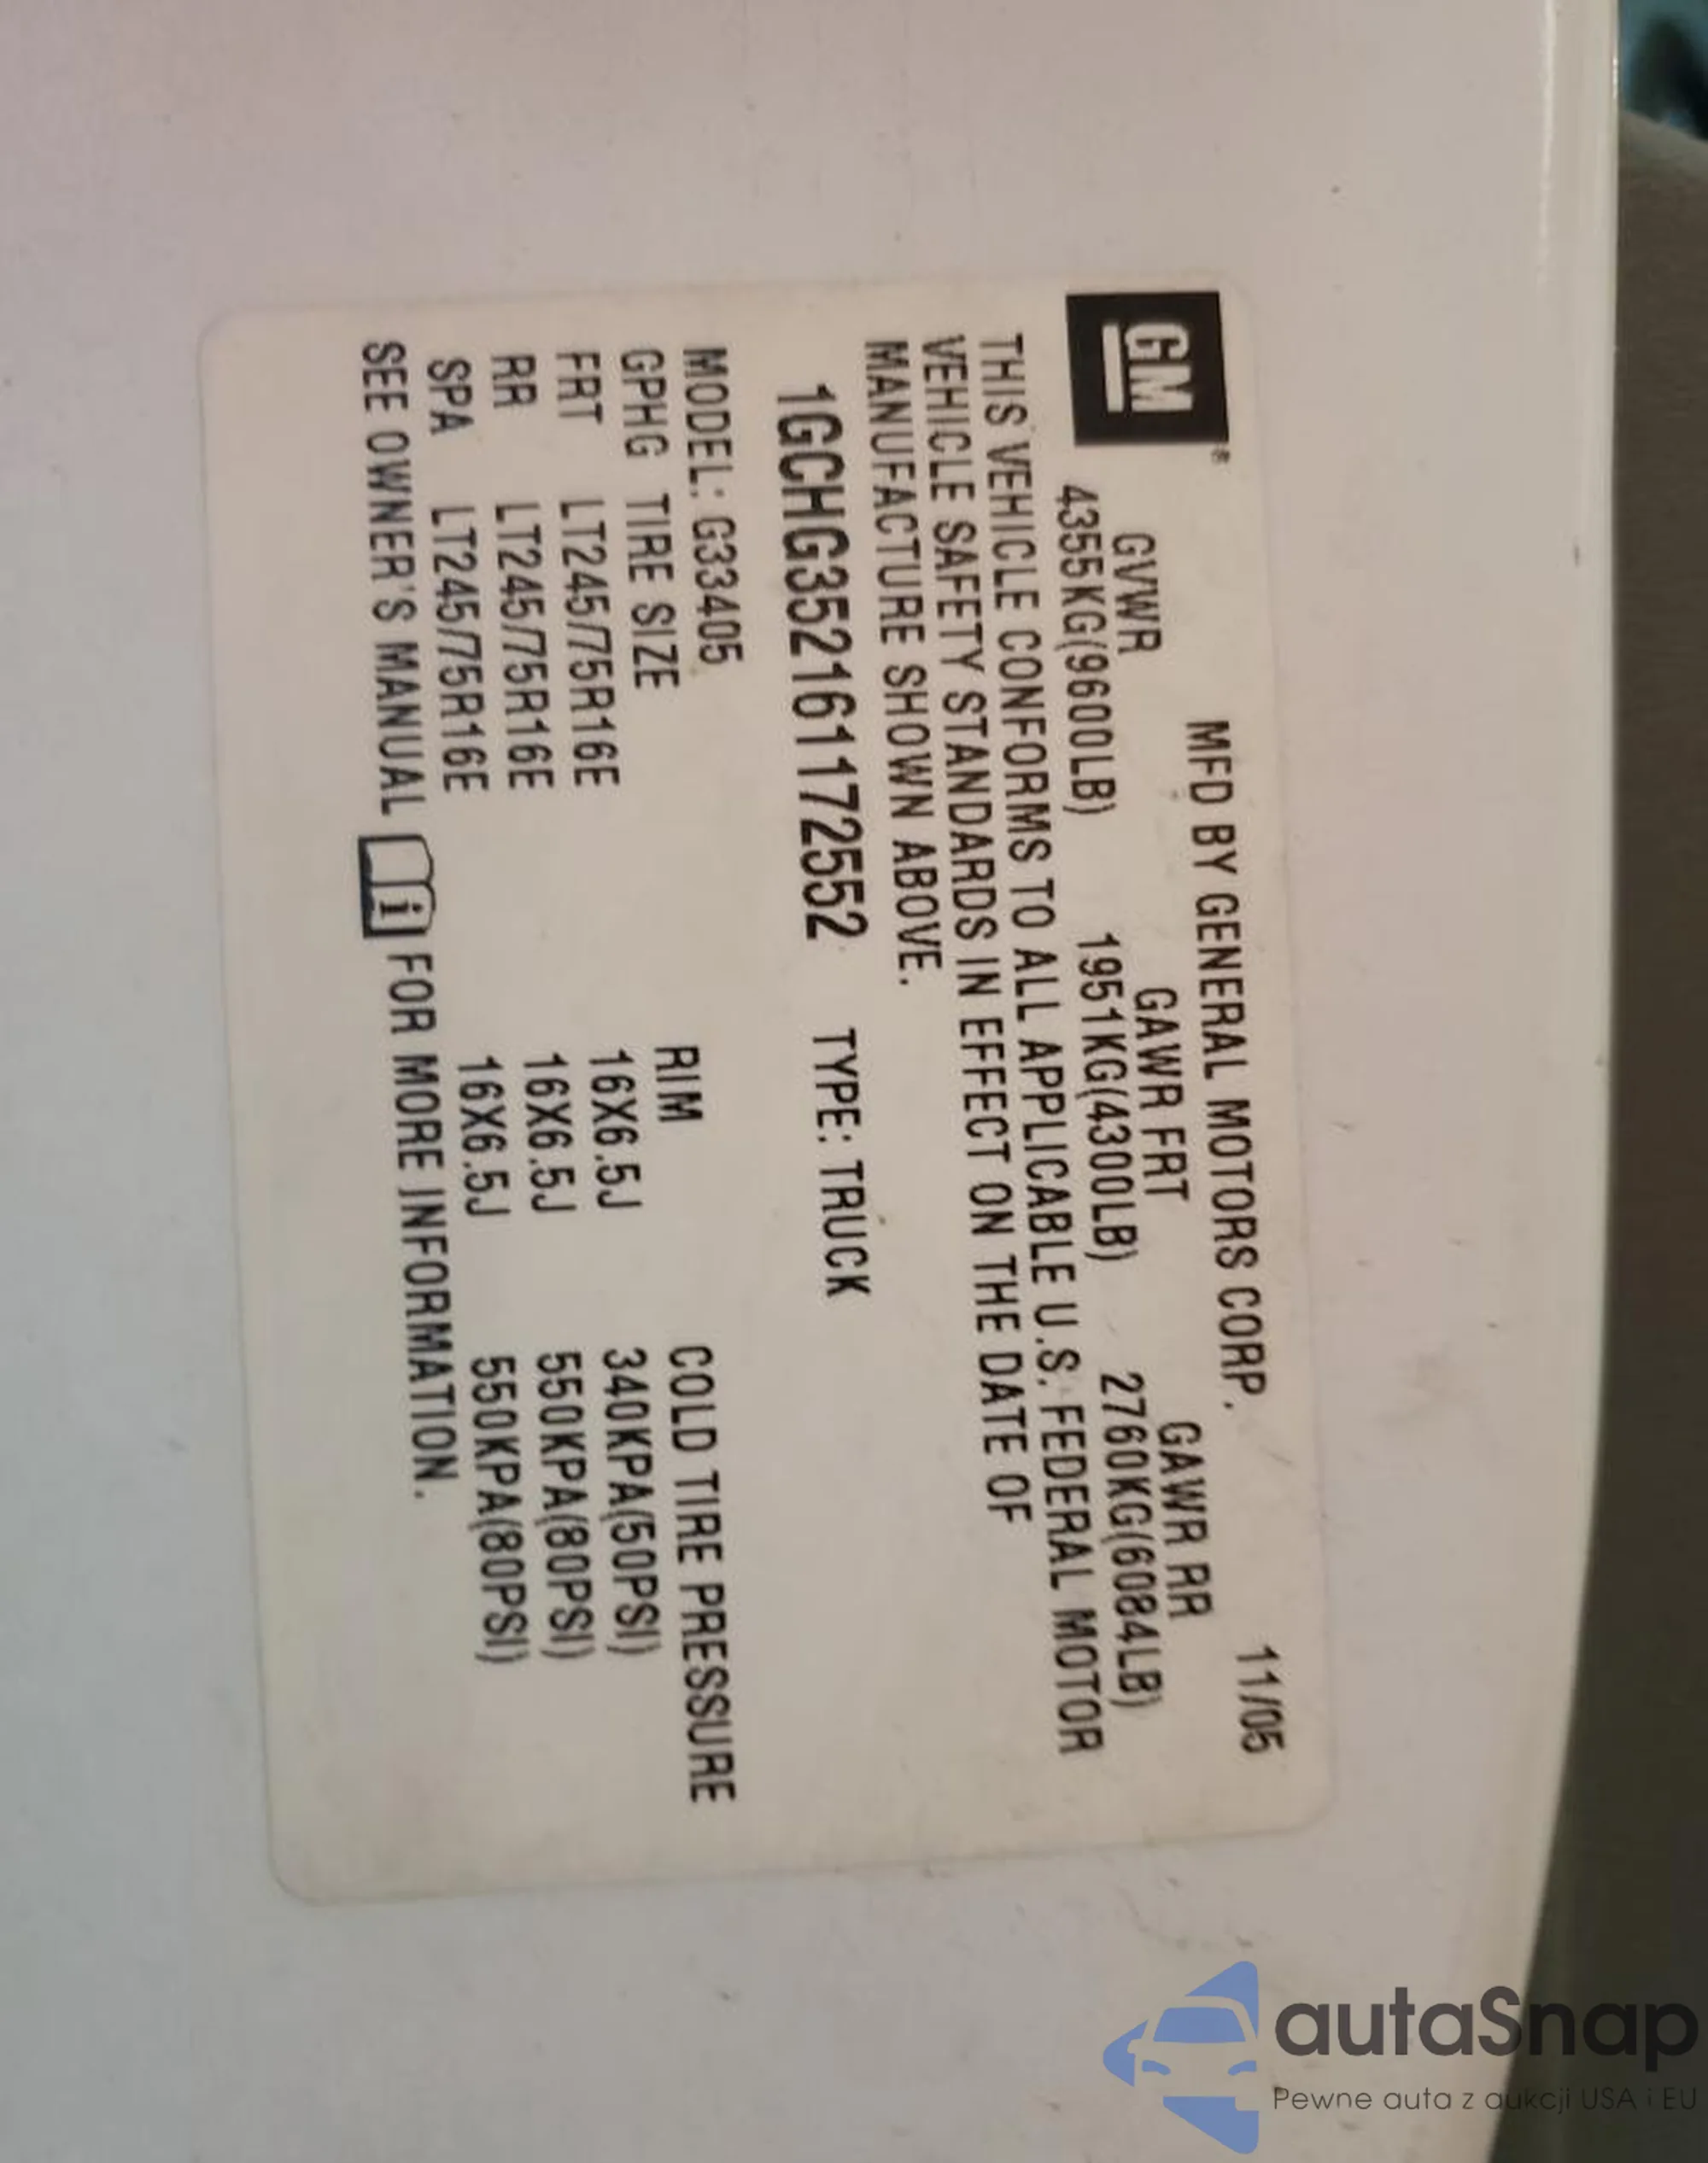 GM®
MFD BY GENERAL MOTORS CORP. 11/05
GVWR GAWR FRT GAWR RR
4355KG(9600LB) 1951KG(4300LB) 2760KG(6084LB)
THIS VEHICLE CONFORMS TO ALL APPLICABLE U.S. FEDERAL MOTOR
VEHICLE SAFETY STANDARDS IN EFFECT ON THE DATE OF
MANUFACTURE SHOWN ABOVE.
1GCHG352161172552 TYPE: TRUCK
MODEL: G33405
GPHG TIRE SIZE RIM COLD TIRE PRESSURE
FRT LT245/75R16E 16X6.5J 340KPA(50PSI)
RR LT245/75R16E 16X6.5J 550KPA(80PSI)
SPA LT245/75R16E 16X6.5J 550KPA(80PSI)
SEE OWNER'S MANUAL i FOR MORE INFORMATION.
autaSnap
Pewne auta z aukcji USA i EU